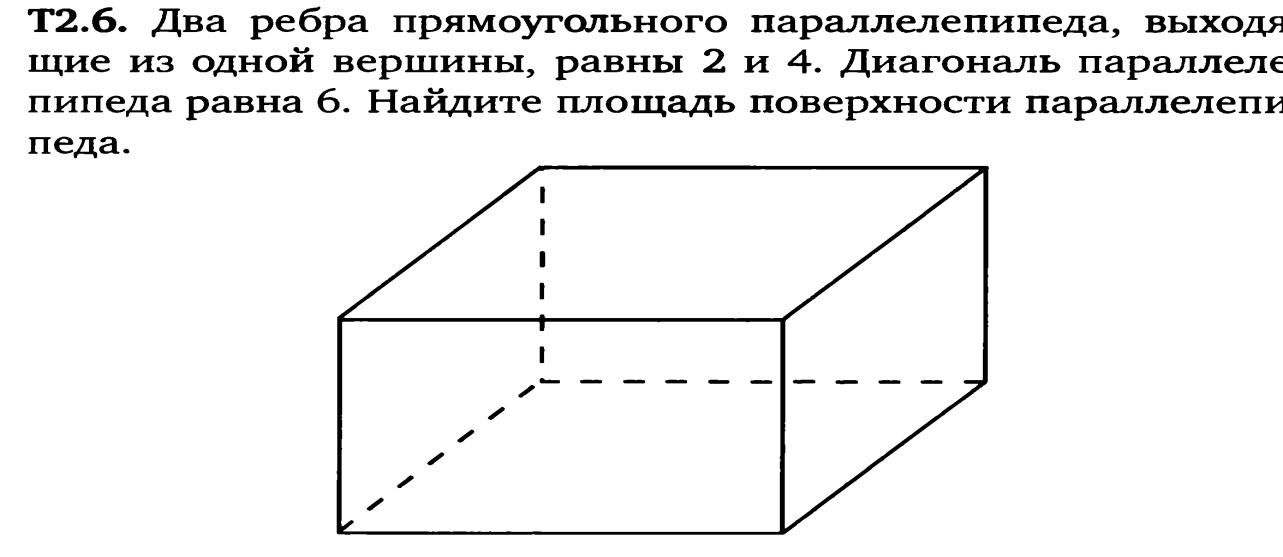 Т2.6. Два ребра прямоугольного параллелепипеда, выходя
щие из одной вершины, равны 2 и 4. Диагональ параллеле
пипеда равна 6. Найдите площадь поверхности параллелепи
педа.